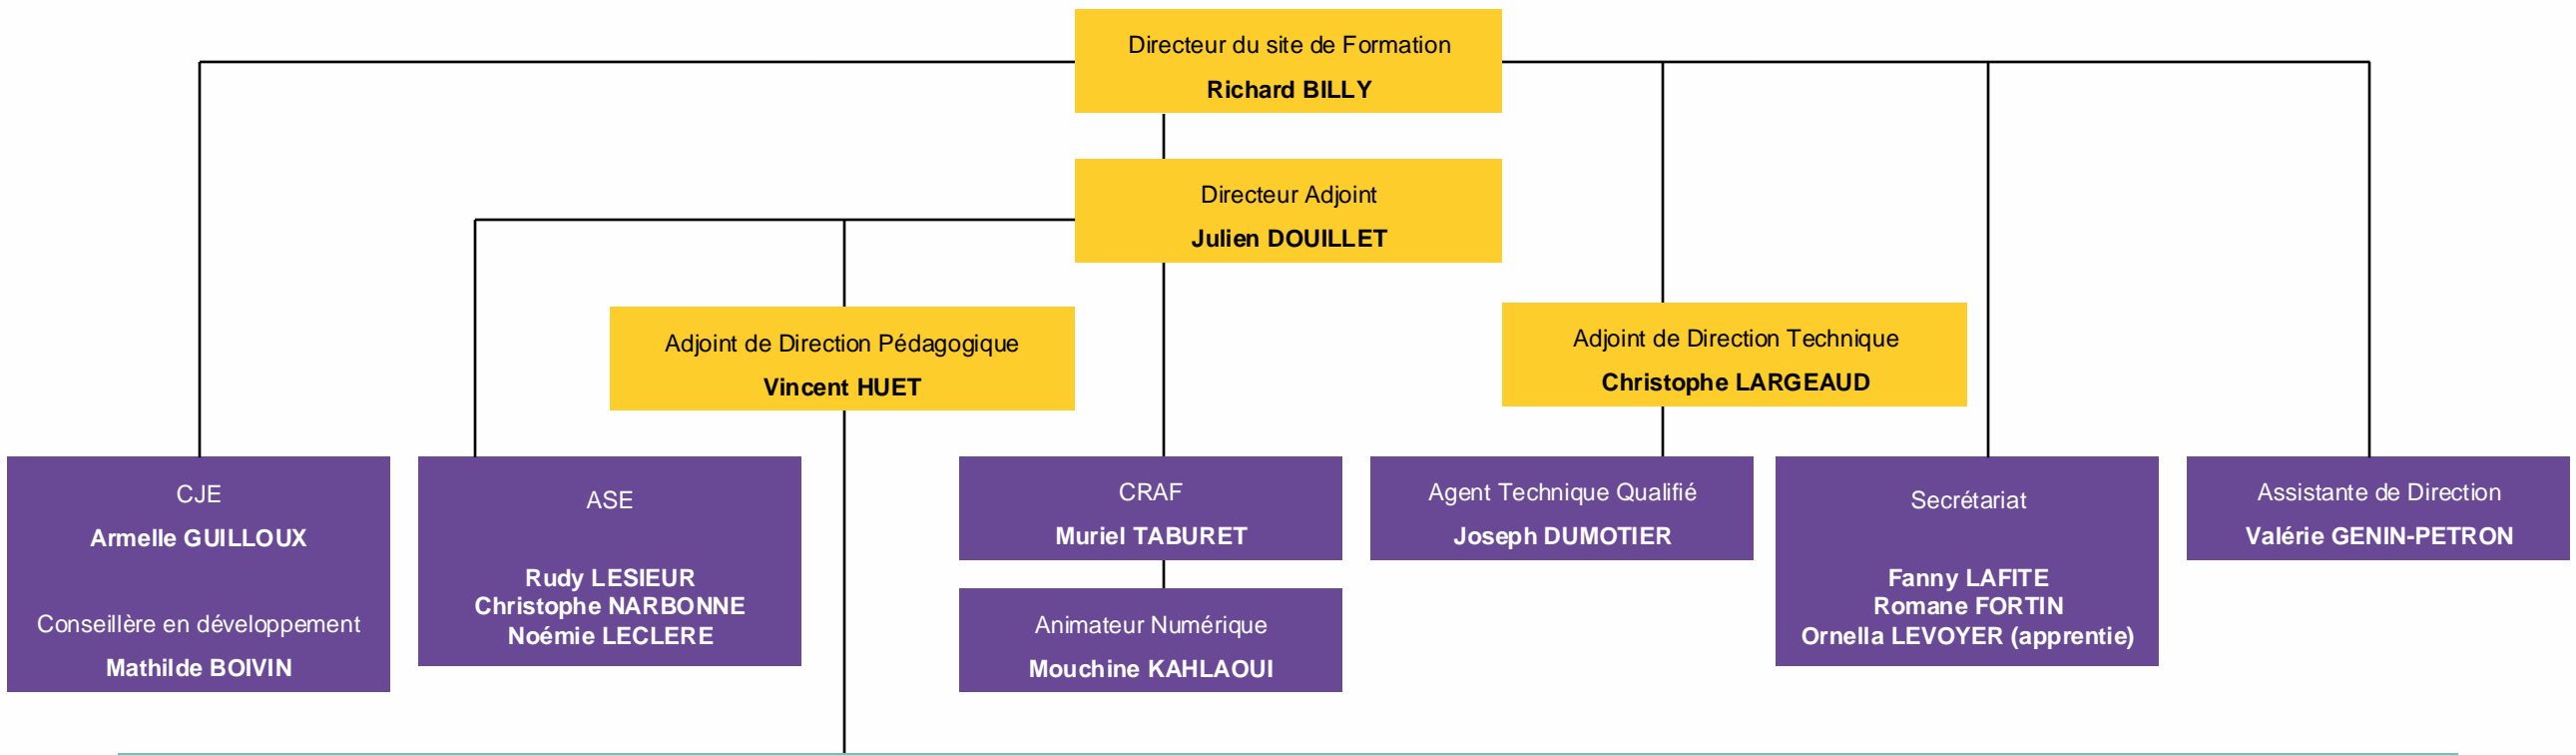 Directeur du site de Formation
Richard BILLY
Directeur Adjoint
Julien DOUILLET
Adjoint de Direction Pédagogique
Vincent HUET
Adjoint de Direction Technique
Christophe LARGEAUD
CJE
Armelle GUILLOUX
Conseillère en développement
Mathilde BOIVIN
ASE
Rudy LESIEUR
Christophe NARBONNE
Noémie LECLERE
CRAF
Muriel TABURET
Animateur Numérique
Mouchine KAHLAOUI
Agent Technique Qualifié
Joseph DUMOTIER
Secrétariat
Fanny LAFITE
Romane FORTIN
Ornella LEVOYER (apprentie)
Assistante de Direction
Valérie GENIN-PETRON